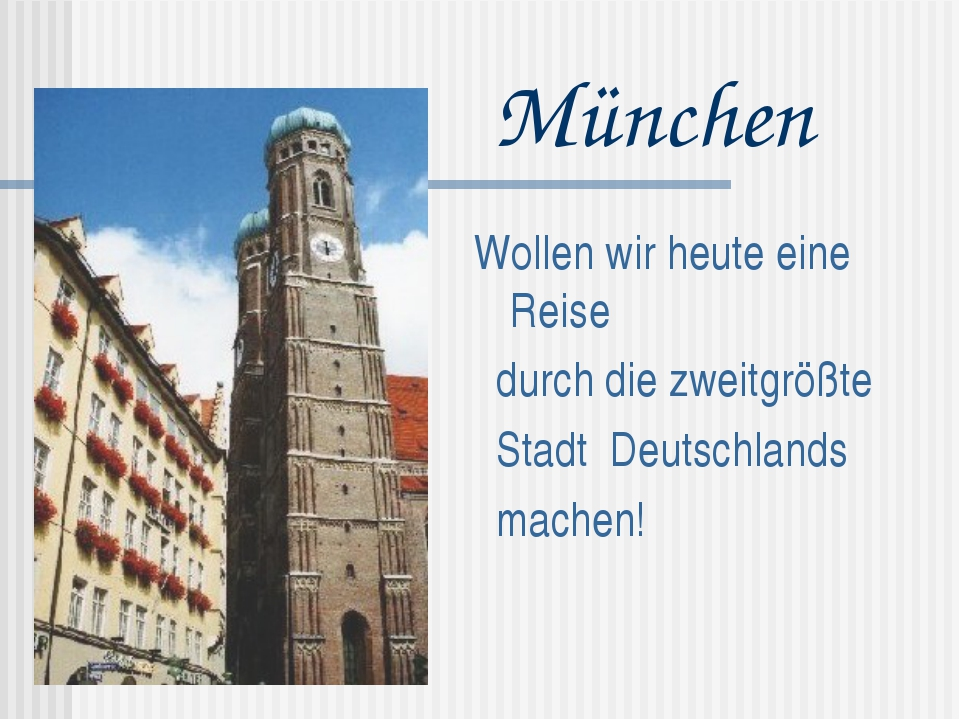 München
Wollen wir heute eine
Reise
durch die zweitgrößte
Stadt Deutschlands
machen!